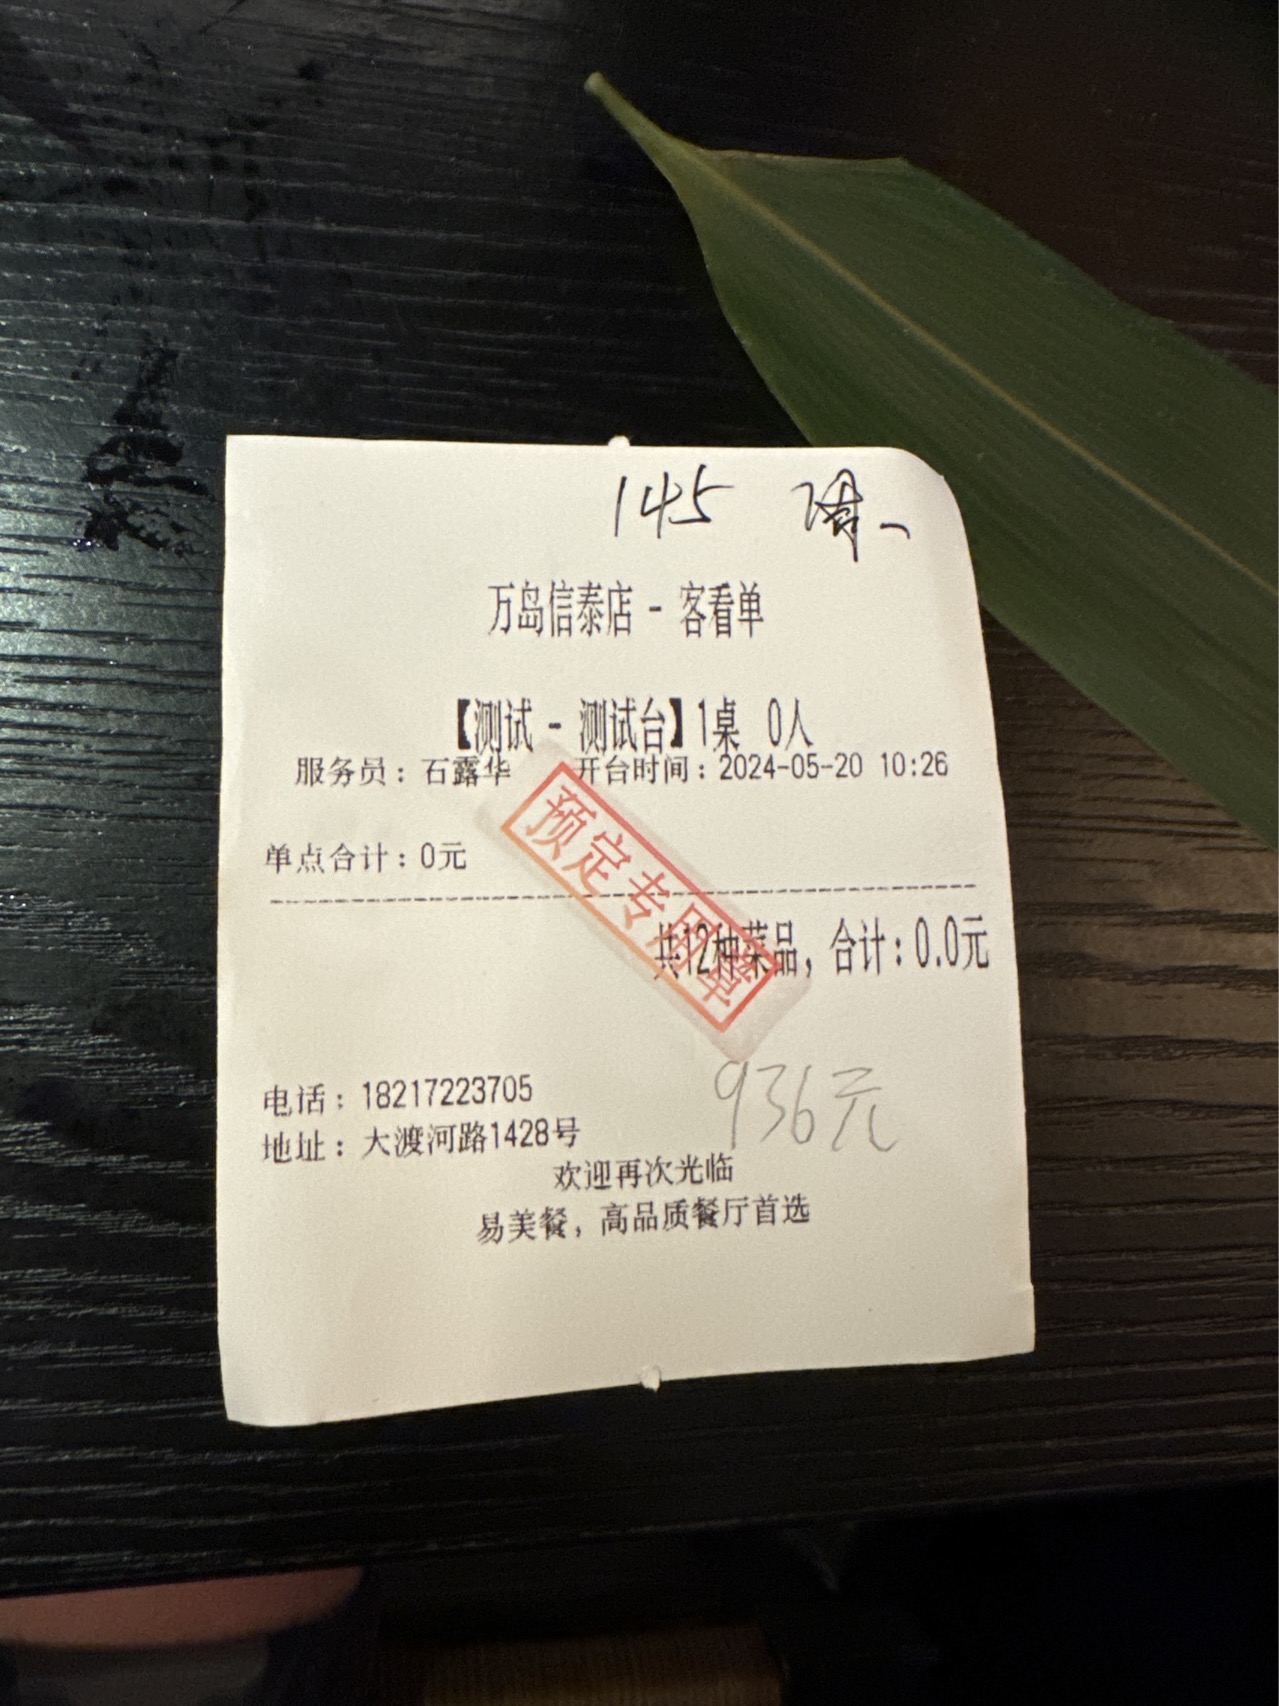 145
万岛信泰店 - 客看单
【测试 - 测试台】1桌 0人
服务员：石露华 开台时间：2024-05-20 10:26
预定专用章
单点合计：0元
共12种菜品，合计：0.0元
936元
电话：18217223705
地址：大渡河路1428号
欢迎再次光临
易美餐，高品质餐厅首选